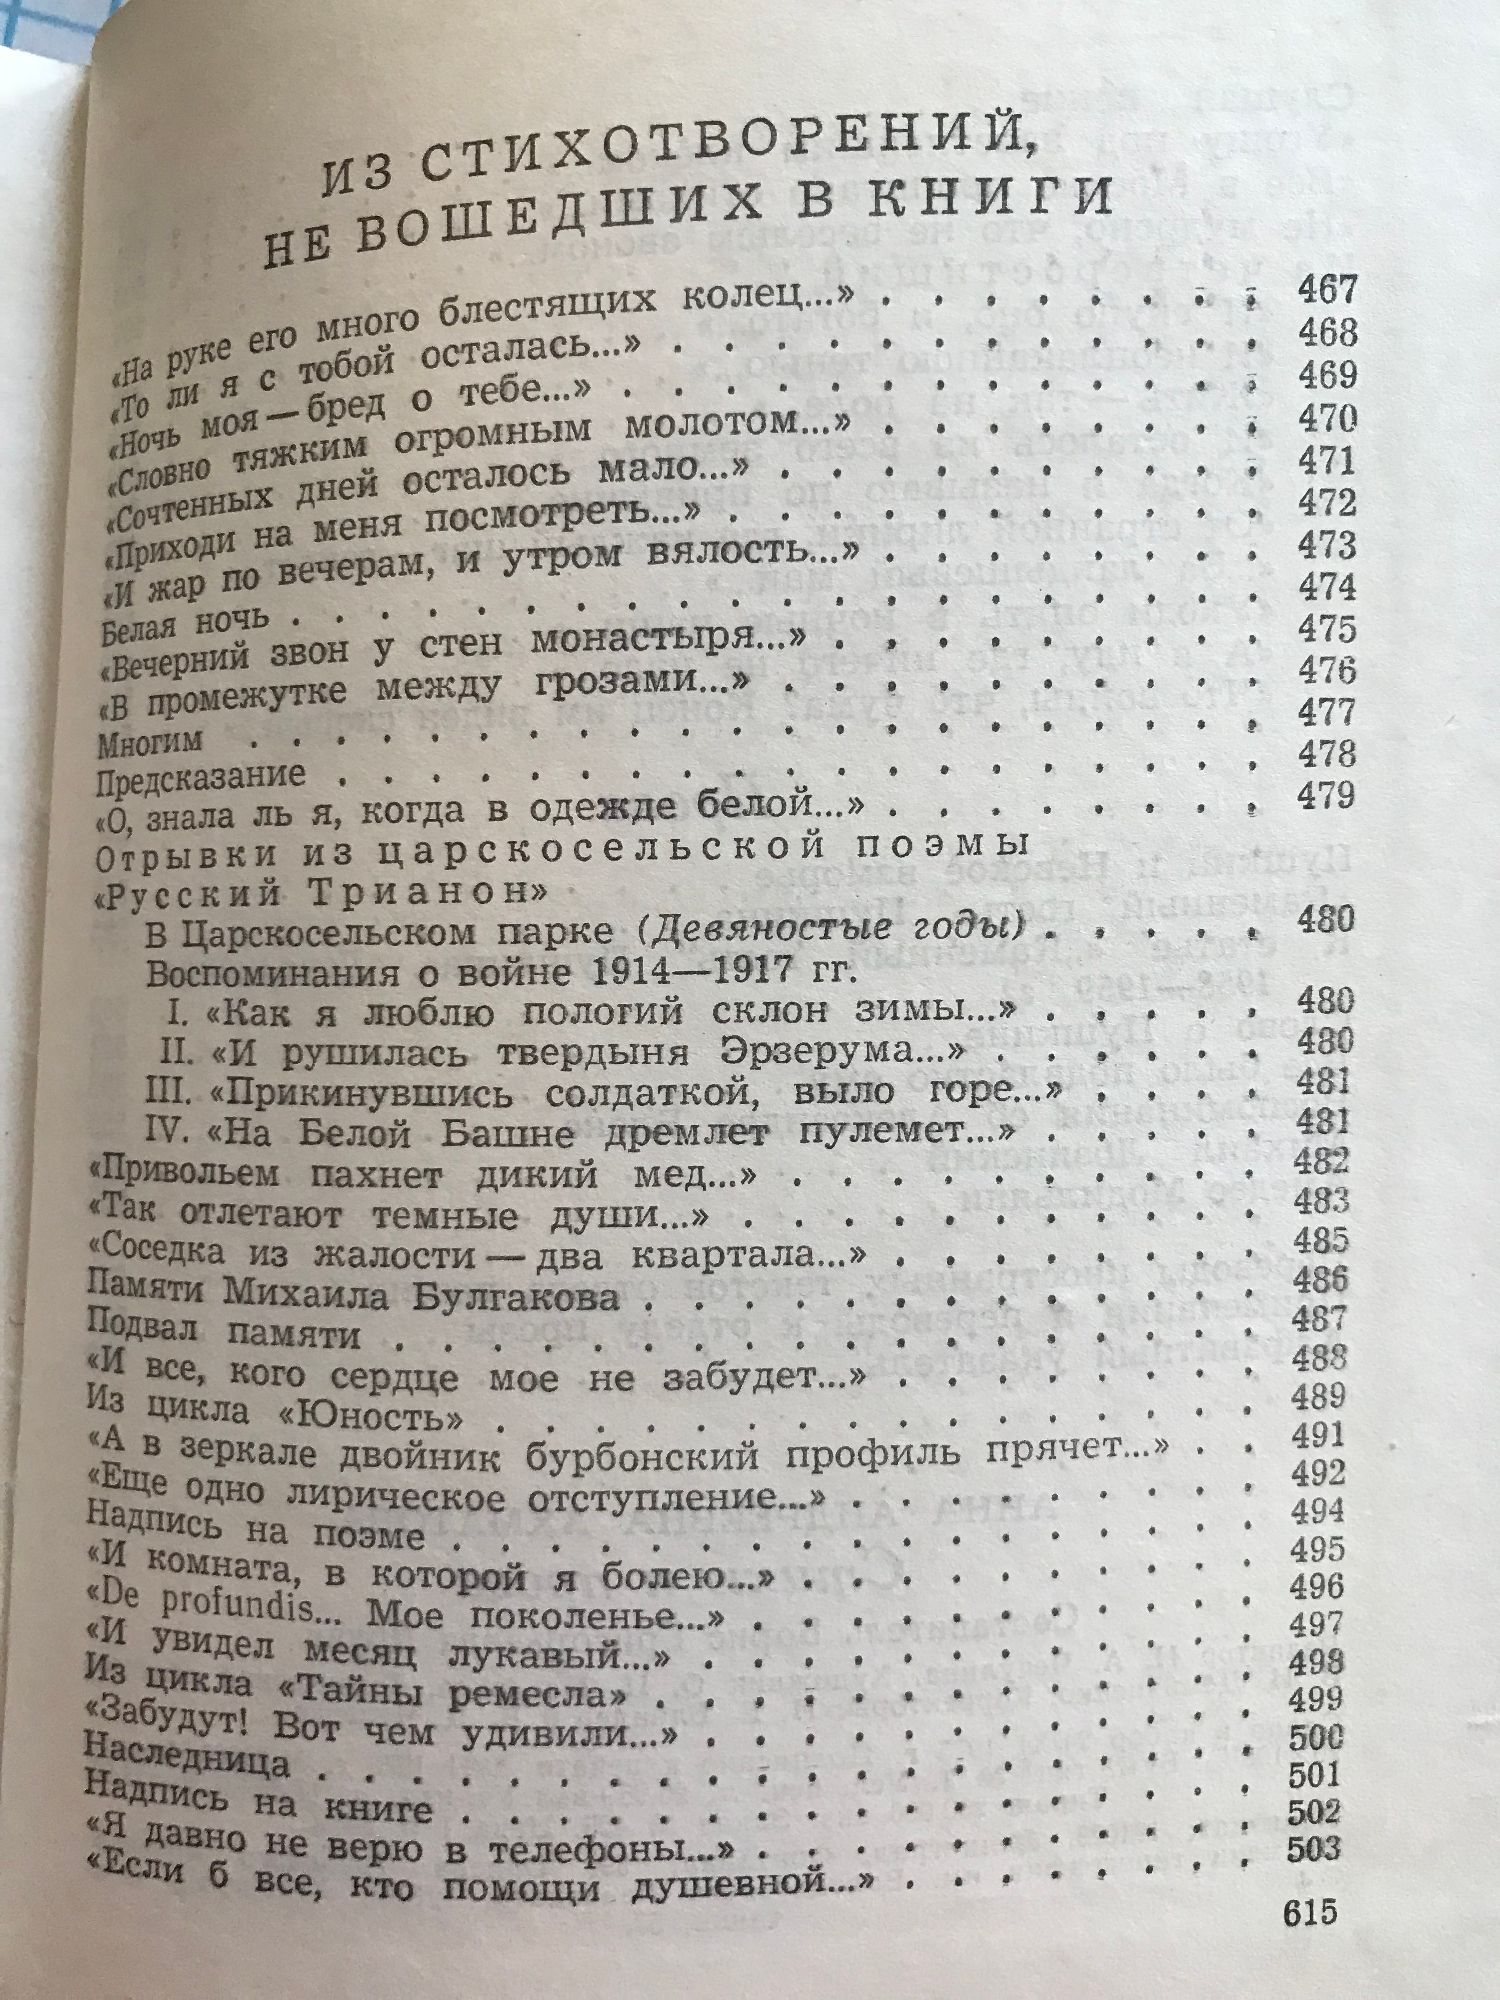 ИЗ СТИХОТВОРЕНИЙ,
НЕ ВОШЕДШИХ В КНИГИ
«На руке его много блестящих колец...» . . . . . . . . 467
«То ли я с тобой осталась...» . . . . . . . . . . . . 468
«Ночь моя — бред о тебе...» . . . . . . . . . . . . . 469
«Словно тяжким огромным молотом...» . . . . . . . . 470
«Сочтенных дней осталось мало...» . . . . . . . . . . 471
«Приходи на меня посмотреть...» . . . . . . . . . . . 472
«И жар по вечерам, и утром вялость...» . . . . . . . . 473
Белая ночь . . . . . . . . . . . . . . . . . . . 474
«Вечерний звон у стен монастыря...» . . . . . . . . . 475
«В промежутке между грозами...» . . . . . . . . . . 476
Многим . . . . . . . . . . . . . . . . . . . . 477
Предсказание . . . . . . . . . . . . . . . . . . 478
«О, знала ль я, когда в одежде белой...» . . . . . . . . 479
Отрывки из царскосельской поэмы
«Русский Трианон»
В Царскосельском парке (Девяностые годы) . . . . . 480
Воспоминания о войне 1914—1917 гг.
I. «Как я люблю пологий склон зимы...» . . . . . 480
II. «И рушилась твердыня Эрзерума...» . . . . . . 480
III. «Прикинувшись солдаткой, выло горе...» . . . . 481
IV. «На Белой Башне дремлет пулемет...» . . . . . 481
«Привольем пахнет дикий мед...» . . . . . . . . . . 482
«Так отлетают темные души...» . . . . . . . . . . . 483
«Соседка из жалости — два квартала...» . . . . . . . . 485
Памяти Михаила Булгакова . . . . . . . . . . . . . 486
Подвал памяти . . . . . . . . . . . . . . . . . . 487
«И все, кого сердце мое не забудет...» . . . . . . . . 488
Из цикла «Юность» . . . . . . . . . . . . . . . . 489
«А в зеркале двойник бурбонский профиль прячет...» . . 491
«Еще одно лирическое отступление...» . . . . . . . . . 492
Надпись на поэме . . . . . . . . . . . . . . . . . 494
«И комната, в которой я болею...» . . . . . . . . . . 495
«De profundis... Мое поколенье...» . . . . . . . . . . . 496
«И увидел месяц лукавый...» . . . . . . . . . . . . 497
Из цикла «Тайны ремесла» . . . . . . . . . . . . . 498
«Забудут! Вот чем удивили...» . . . . . . . . . . . . 499
Наследница . . . . . . . . . . . . . . . . . . . . 500
Надпись на книге . . . . . . . . . . . . . . . . . 501
«Я давно не верю в телефоны...» . . . . . . . . . . . 502
«Если б все, кто помощи душевной...» . . . . . . . . 503
615